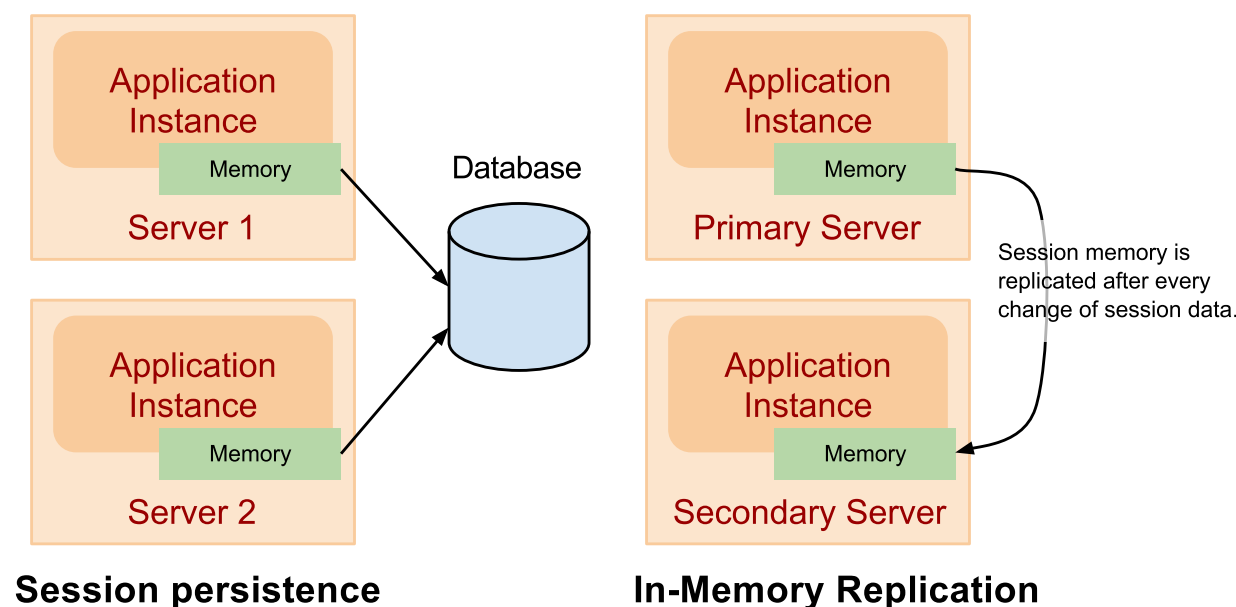 Application
Instance
Memory
Server 1
Database
Application
Instance
Memory
Server 2
Session persistence
Application
Instance
Memory
Primary Server
Session memory is
replicated after every
change of session data.
Application
Instance
Memory
Secondary Server
In-Memory Replication